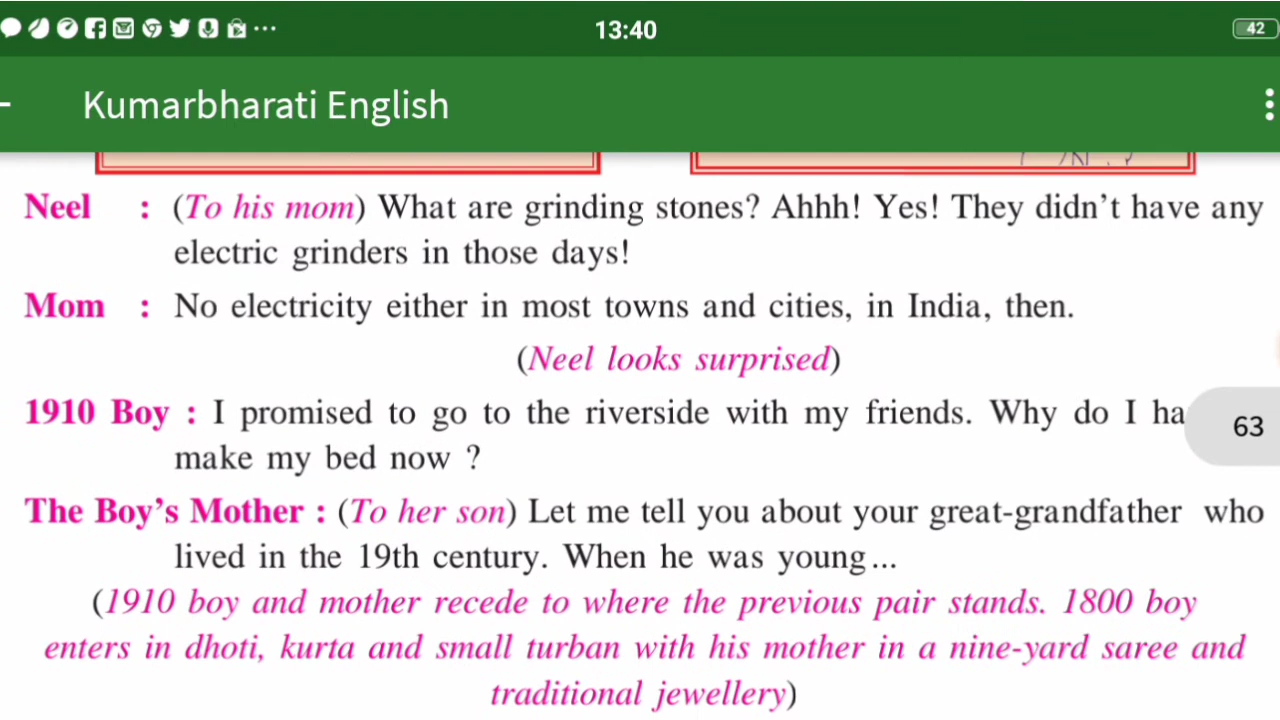 13:40
42
Kumarbharati English
Neel : (To his mom) What are grinding stones? Ahhh! Yes! They didn't have any
electric grinders in those days!
Mom : No electricity either in most towns and cities, in India, then.
(Neel looks surprised)
1910 Boy : I promised to go to the riverside with my friends. Why do I ha
63
make my bed now ?
The Boy's Mother : (To her son) Let me tell you about your great-grandfather who
lived in the 19th century. When he was young...
(1910 boy and mother recede to where the previous pair stands. 1800 boy
enters in dhoti, kurta and small turban with his mother in a nine-yard saree and
traditional jewellery)